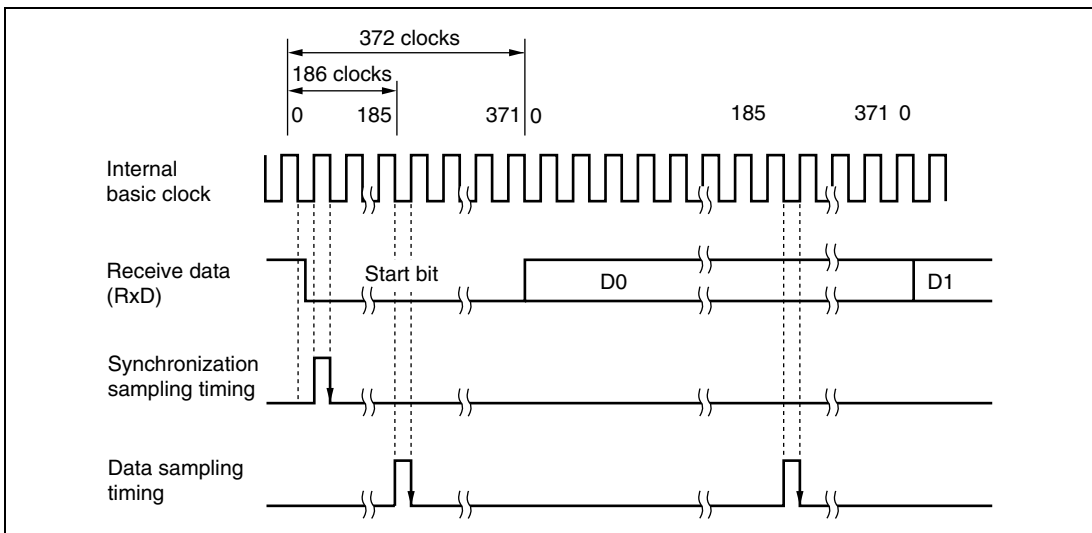 372 clocks
186 clocks
0 185 371 0 185 371 0
Internal
basic clock
Receive data
(RxD)
Start bit D0 D1
Synchronization
sampling timing
Data sampling
timing